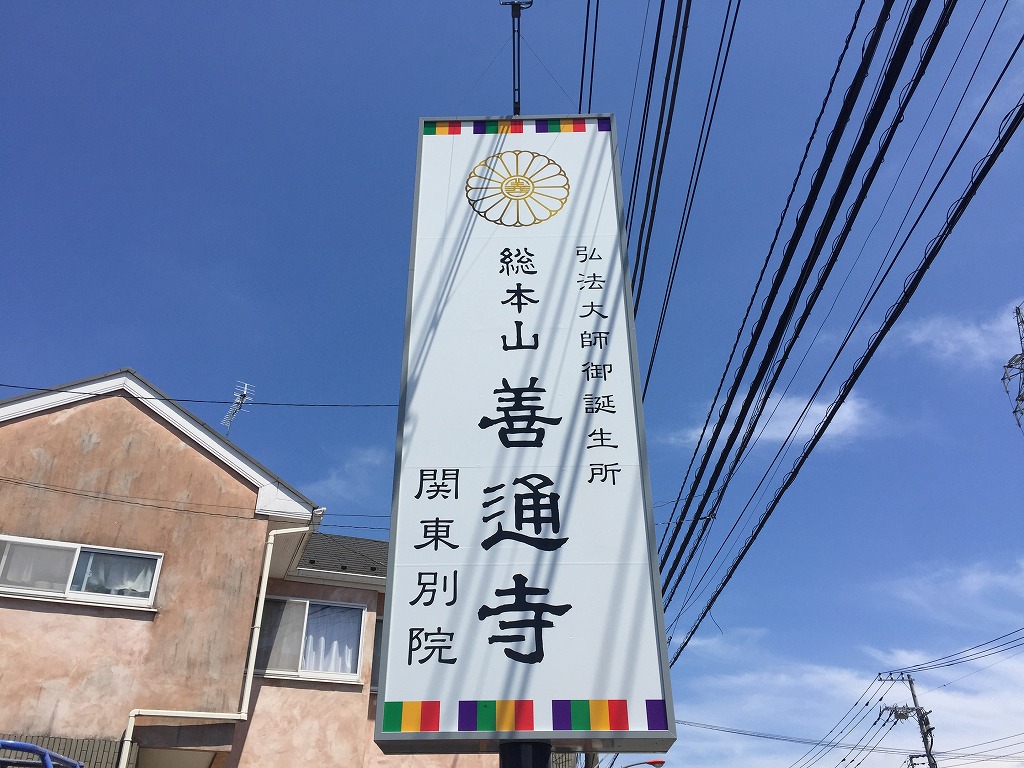 弘法大師御誕生所
総本山 善通寺
関東別院